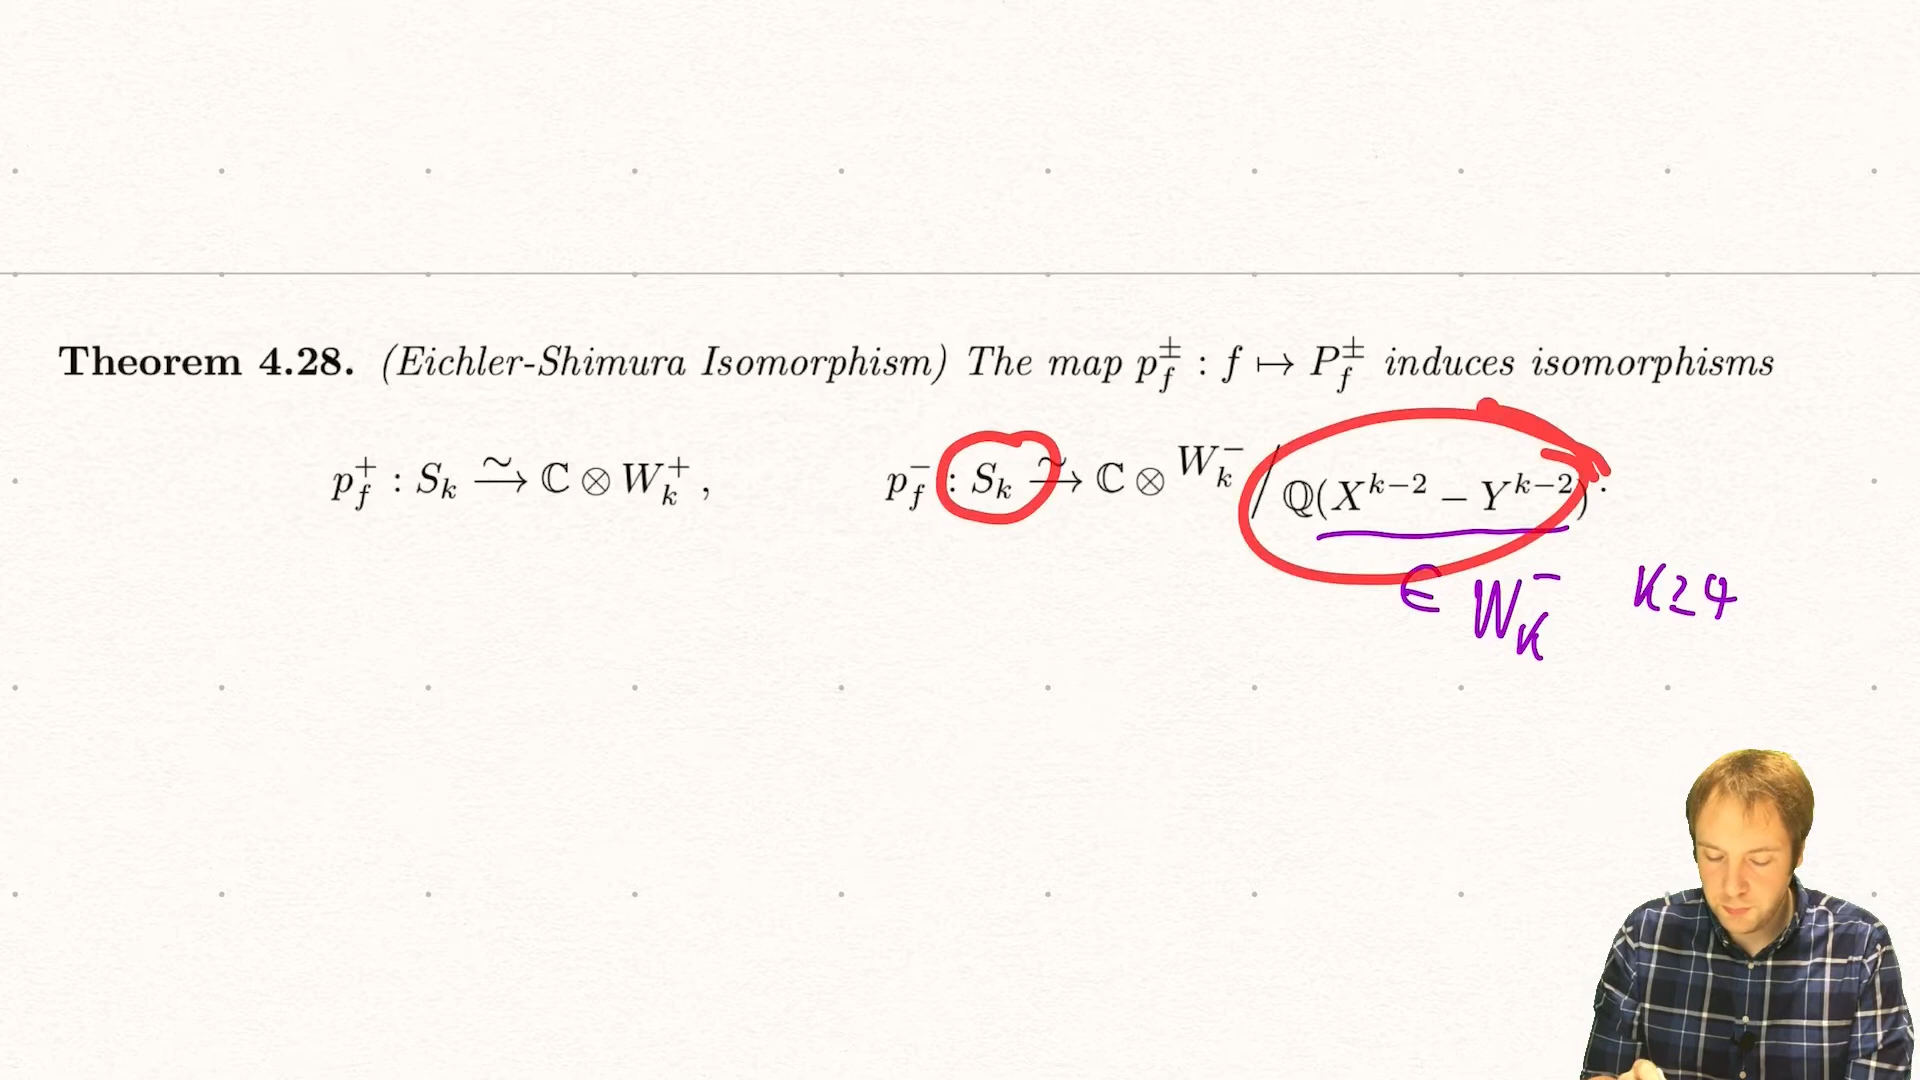 Theorem 4.28. (Eichler-Shimura Isomorphism) The map p_f^± : f ↦ P_f^± induces isomorphisms
p_f^+ : S_k ⥲ ℂ ⊗ W_k^+ , p_f^- : S_k ⥲ ℂ ⊗ W_k^- / ℚ(X^{k-2} − Y^{k-2}) .
∈ W_k^- K ≥ 4